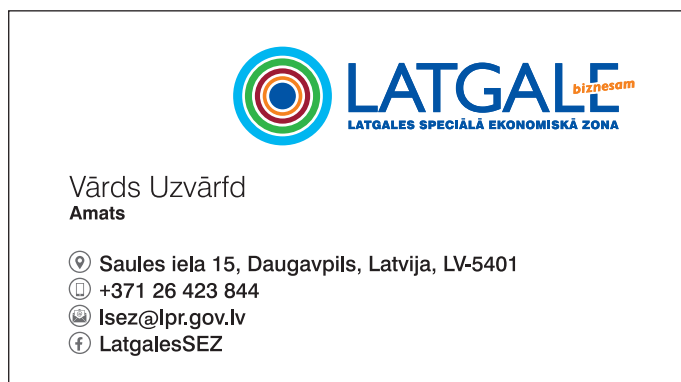 LATGALE
biznesam
LATGALES SPECIĀLĀ EKONOMISKĀ ZONA
Vārds Uzvārfd
Amats
Saules iela 15, Daugavpils, Latvija, LV-5401
+371 26 423 844
lsez@lpr.gov.lv
LatgalesSEZ